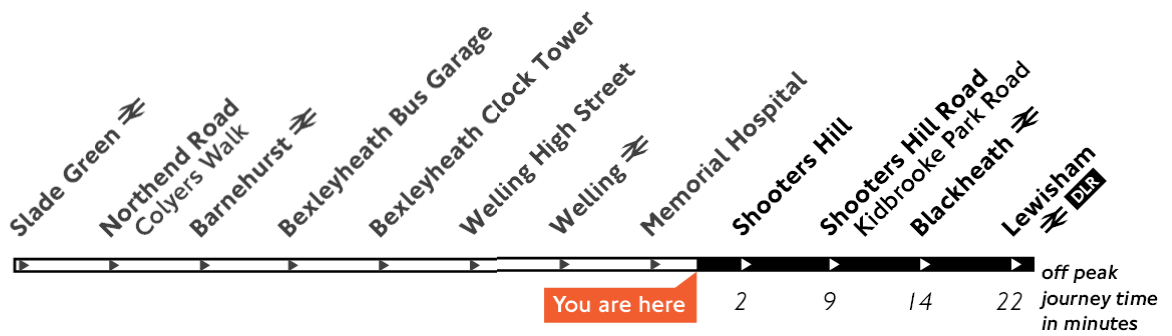 Slade Green
Northend Road
Colyers Walk
Barnehurst
Bexleyheath Bus Garage
Bexleyheath Clock Tower
Welling High Street
Welling
Memorial Hospital
Shooters Hill
Shooters Hill Road
Kidbrooke Park Road
Blackheath
Lewisham
DLR
You are here
2
9
14
22
off peak
journey time
in minutes